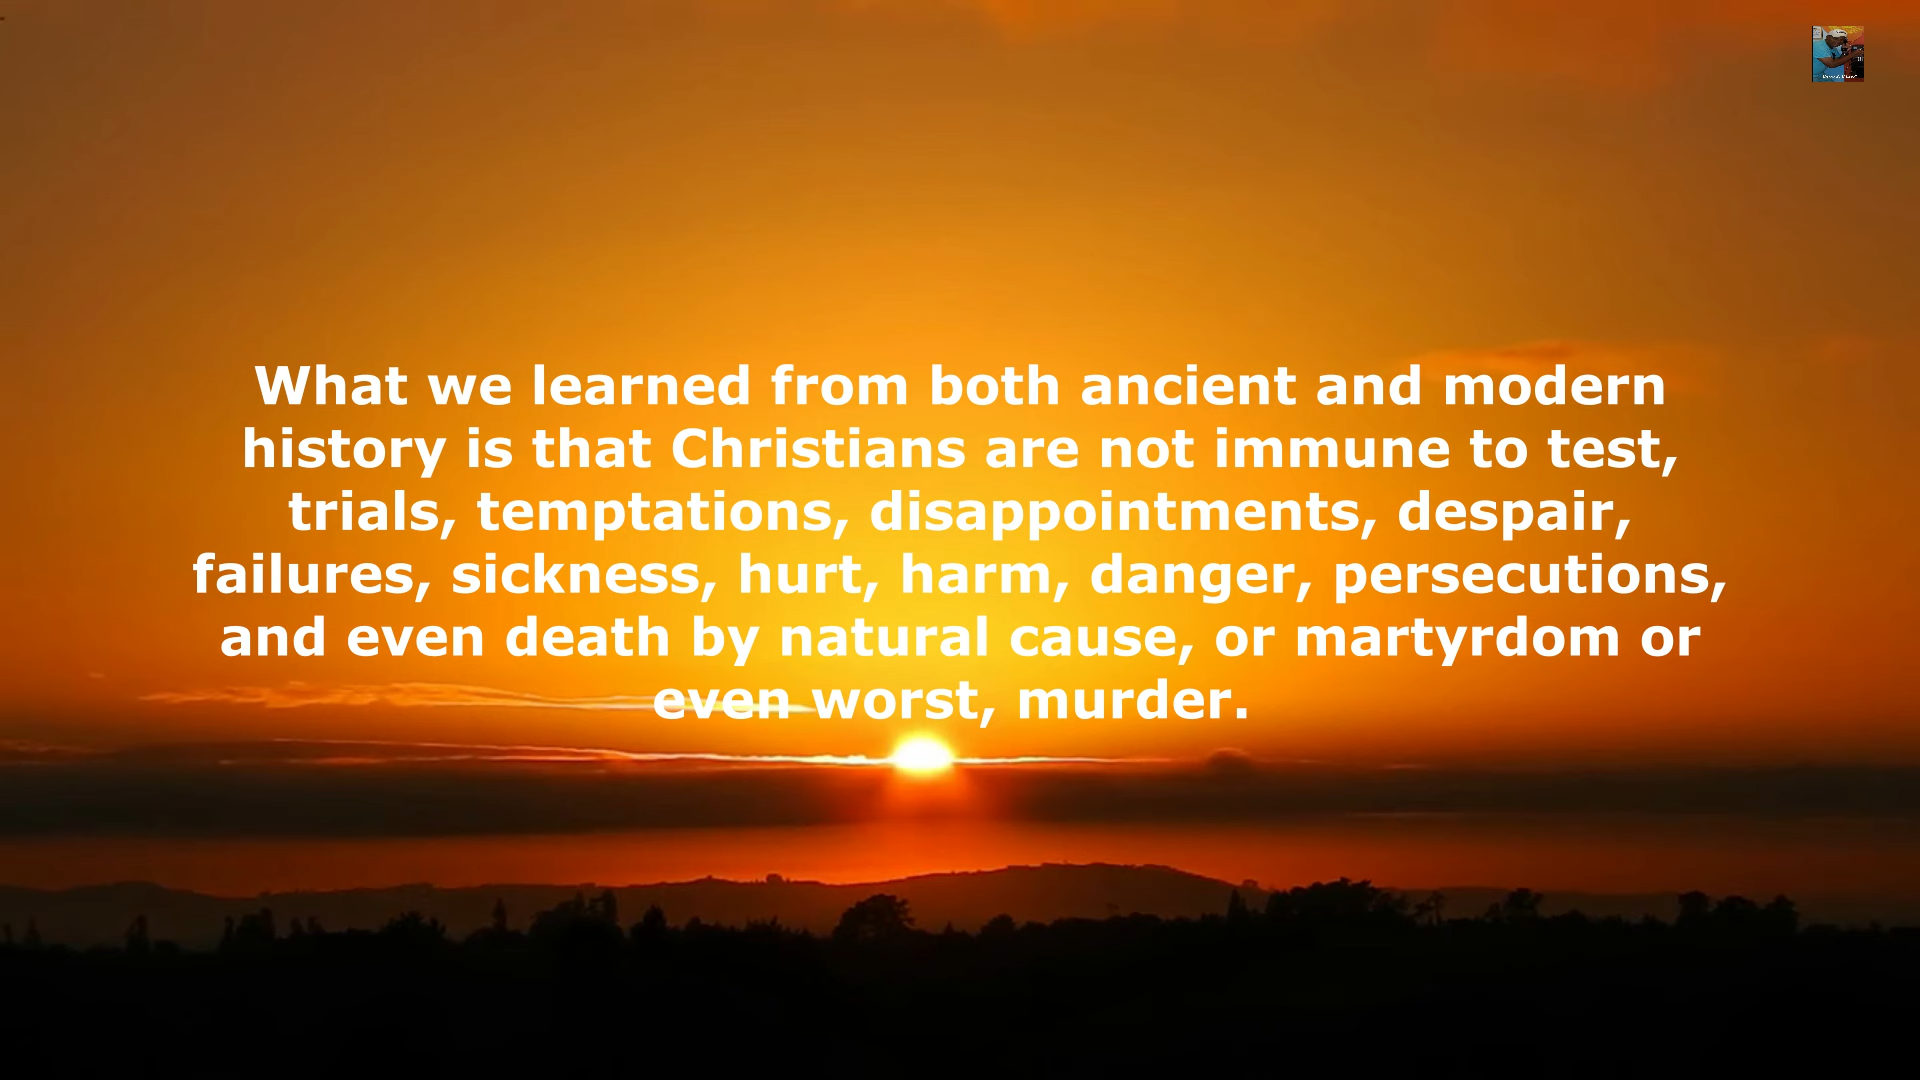 What we learned from both ancient and modern
history is that Christians are not immune to test,
trials, temptations, disappointments, despair,
failures, sickness, hurt, harm, danger, persecutions,
and even death by natural cause, or martyrdom or
even worst, murder.